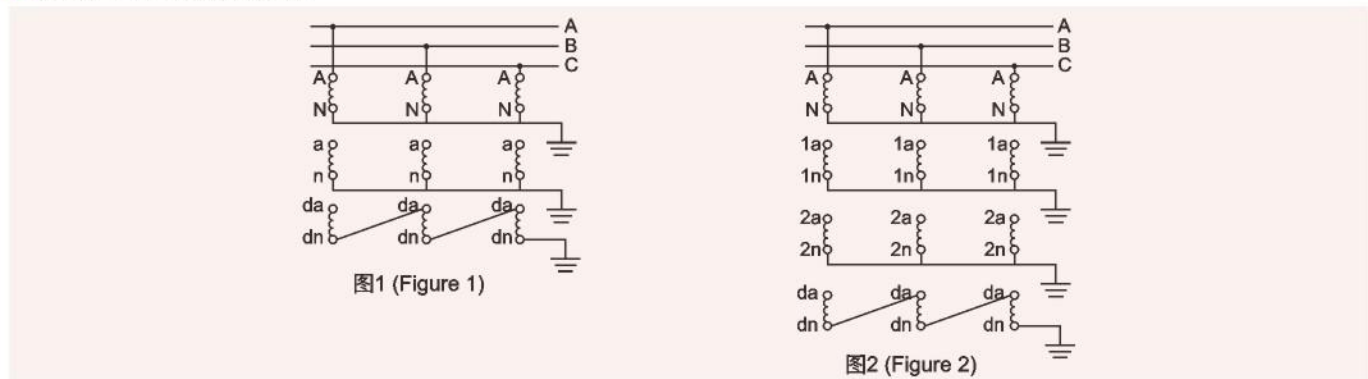 A
B
C
A A A
N N N
a a a
n n n
da da da
dn dn dn
图1 (Figure 1)
A
B
C
A A A
N N N
1a 1a 1a
1n 1n 1n
2a 2a 2a
2n 2n 2n
da da da
dn dn dn
图2 (Figure 2)